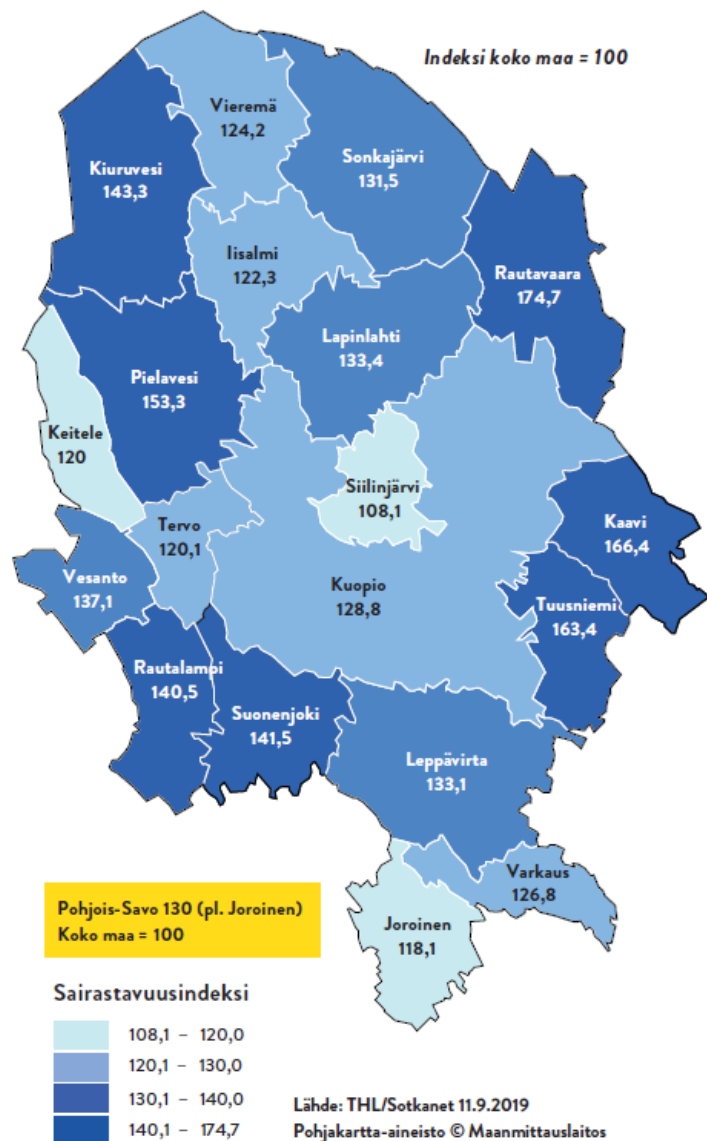 Indeksi koko maa = 100
Vieremä
124,2
Sonkajärvi
131,5
Kiuruvesi
143,3
Iisalmi
122,3
Rautavaara
174,7
Lapinlahti
133,4
Pielavesi
153,3
Keitele
120
Siilinjärvi
108,1
Kaavi
166,4
Tervo
120,1
Vesanto
137,1
Kuopio
128,8
Tuusniemi
163,4
Rautalampi
140,5
Suonenjoki
141,5
Leppävirta
133,1
Varkaus
126,8
Joroinen
118,1
Pohjois-Savo 130 (pl. Joroinen)
Koko maa = 100
Sairastavuusindeksi
108,1 – 120,0
120,1 – 130,0
130,1 – 140,0
140,1 – 174,7
Lähde: THL/Sotkanet 11.9.2019
Pohjakartta-aineisto © Maanmittauslaitos